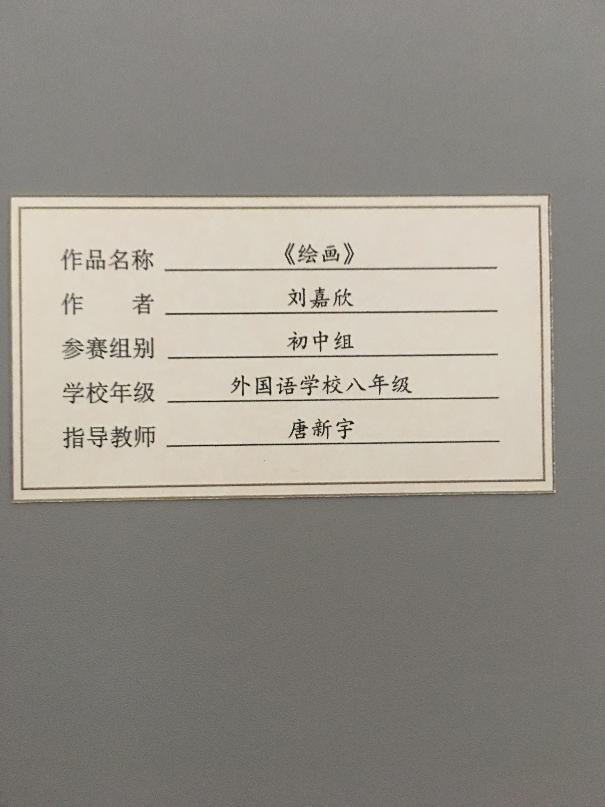 作品名称 《绘画》
作 者 刘嘉欣
参赛组别 初中组
学校年级 外国语学校八年级
指导教师 唐新宇